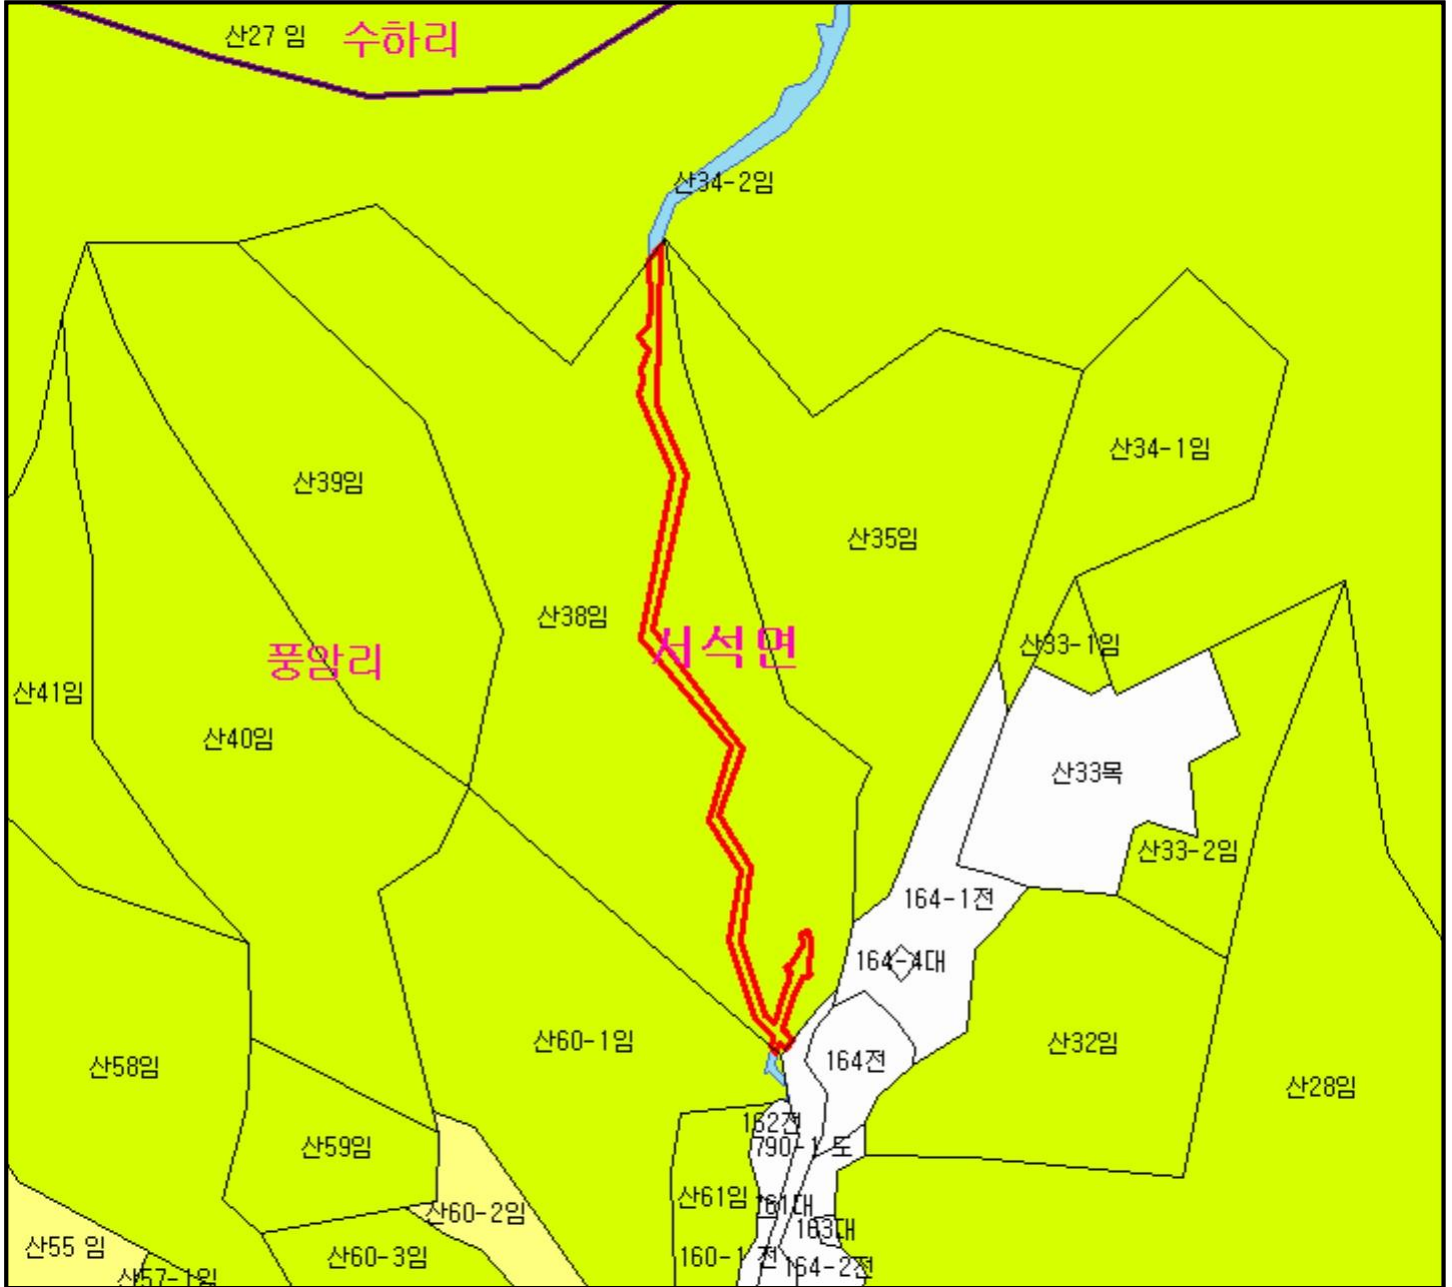 산27 임
수하리
산34-2임
산34-1임
산39임
산35임
산38임
산33-1임
서석면
풍암리
산41임
산40임
산33목
산33-2임
164-1전
164-4대
산60-1임
산32임
164전
산58임
산28임
162전
산59임
790-1 도
산61임
161대
산60-2임
163대
산55 임
산60-3임
160-1 전
164-2전
산57-1임